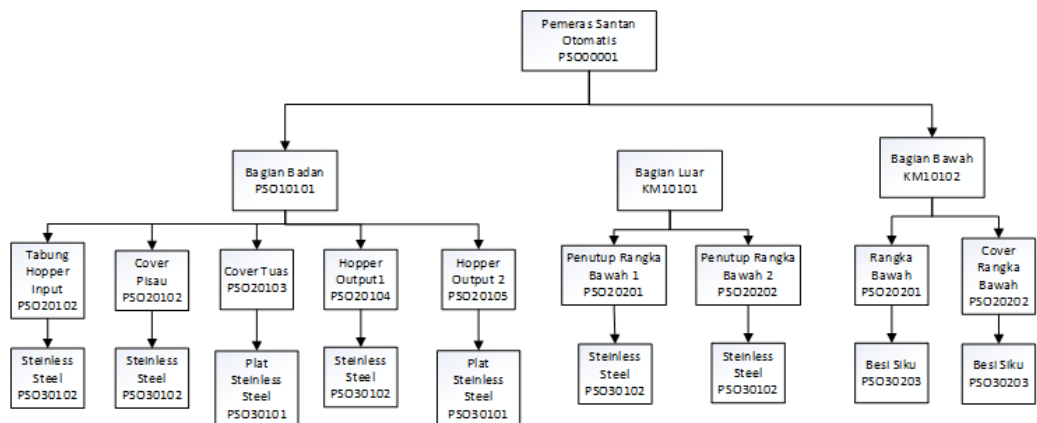 Pemeras Santan
Otomatis
PSO00001
Bagian Badan
PSO10101
Bagian Luar
KM10101
Bagian Bawah
KM10102
Tabung
Hopper
Input
PSO20102
Cover
Pisau
PSO20102
Cover Tuas
PSO20103
Hopper
Output1
PSO20104
Hopper
Output 2
PSO20105
Penutup Rangka
Bawah 1
PSO20201
Penutup Rangka
Bawah 2
PSO20202
Rangka
Bawah
PSO20201
Cover
Rangka
Bawah
PSO20202
Steinless
Steel
PSO30102
Steinless
Steel
PSO30102
Plat
Steinless
Steel
PSO30101
Steinless
Steel
PSO30102
Plat
Steinless
Steel
PSO30101
Steinless
Steel
PSO30102
Steinless
Steel
PSO30102
Besi Siku
PSO30203
Besi Siku
PSO30203